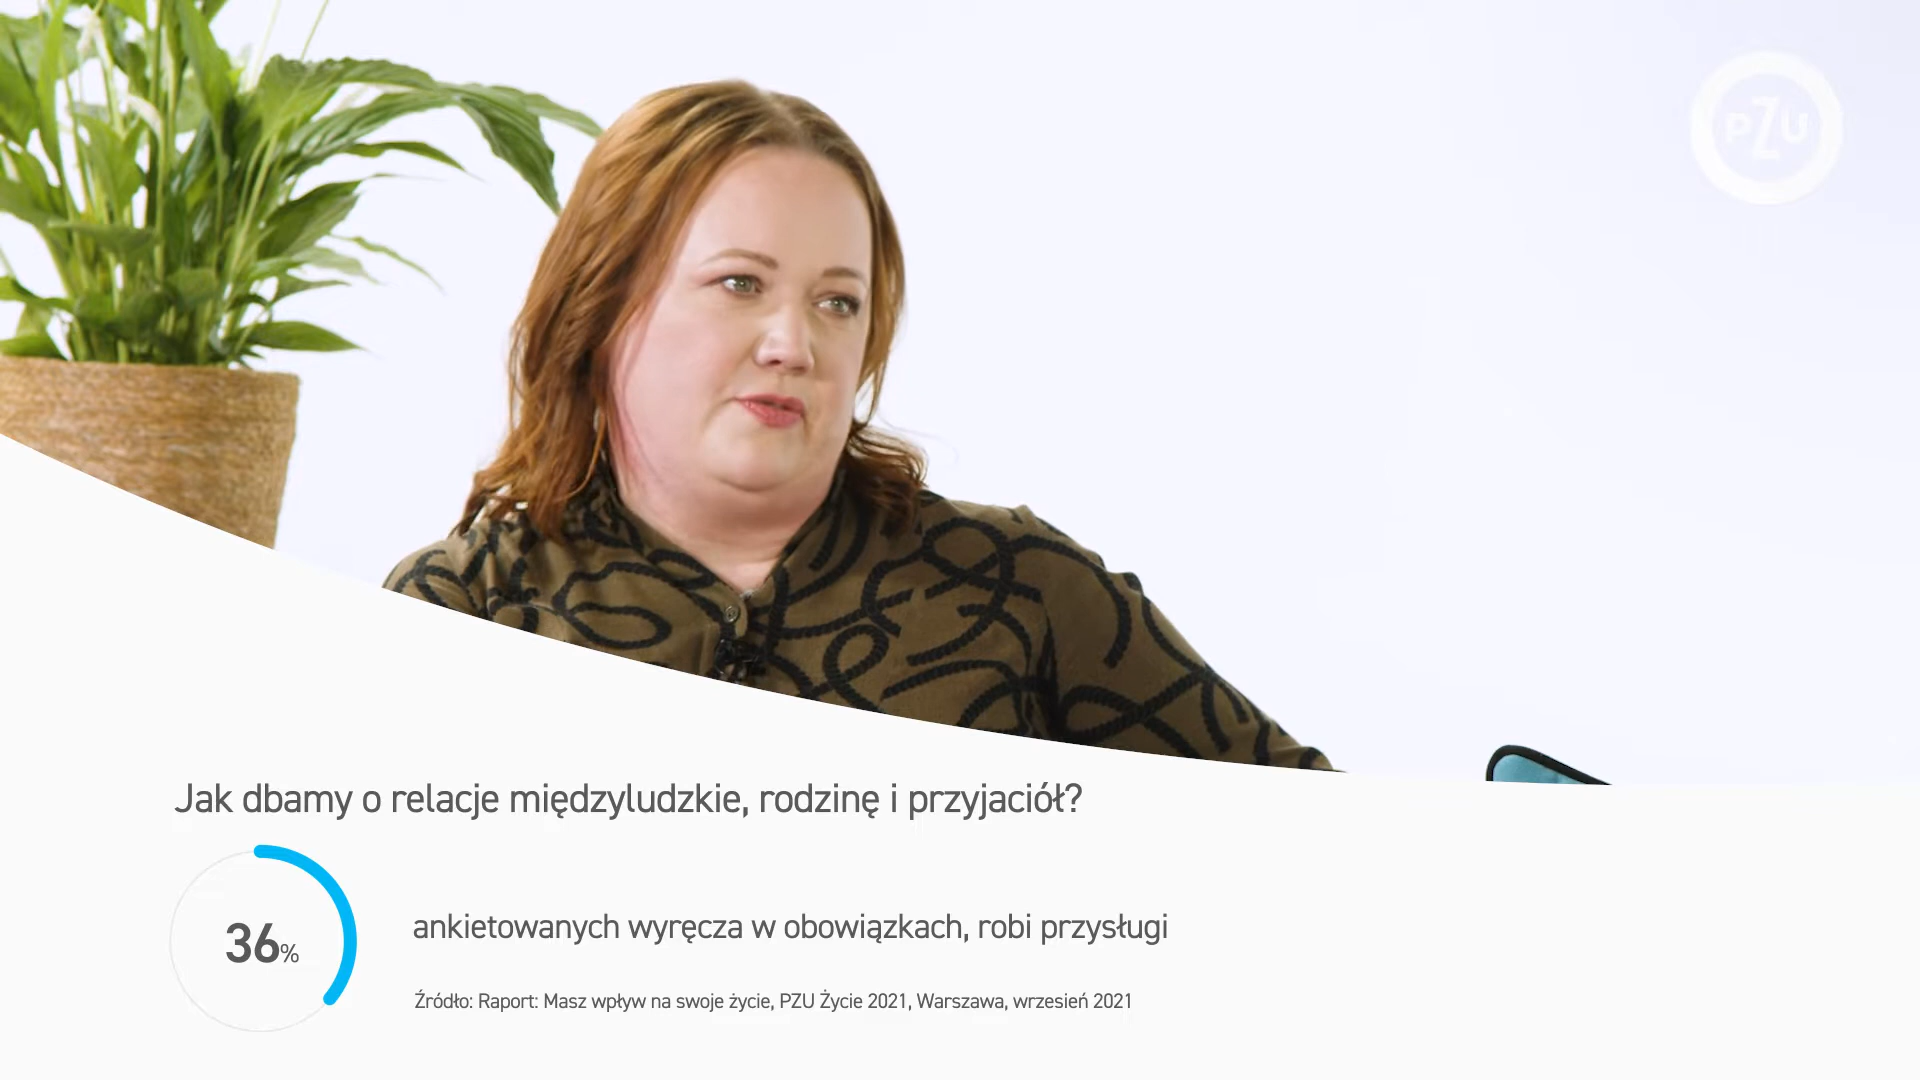 PZU
Jak dbamy o relacje międzyludzkie, rodzinę i przyjaciół?
36%
ankietowanych wyręcza w obowiązkach, robi przysługi
Źródło: Raport: Masz wpływ na swoje życie, PZU Życie 2021, Warszawa, wrzesień 2021